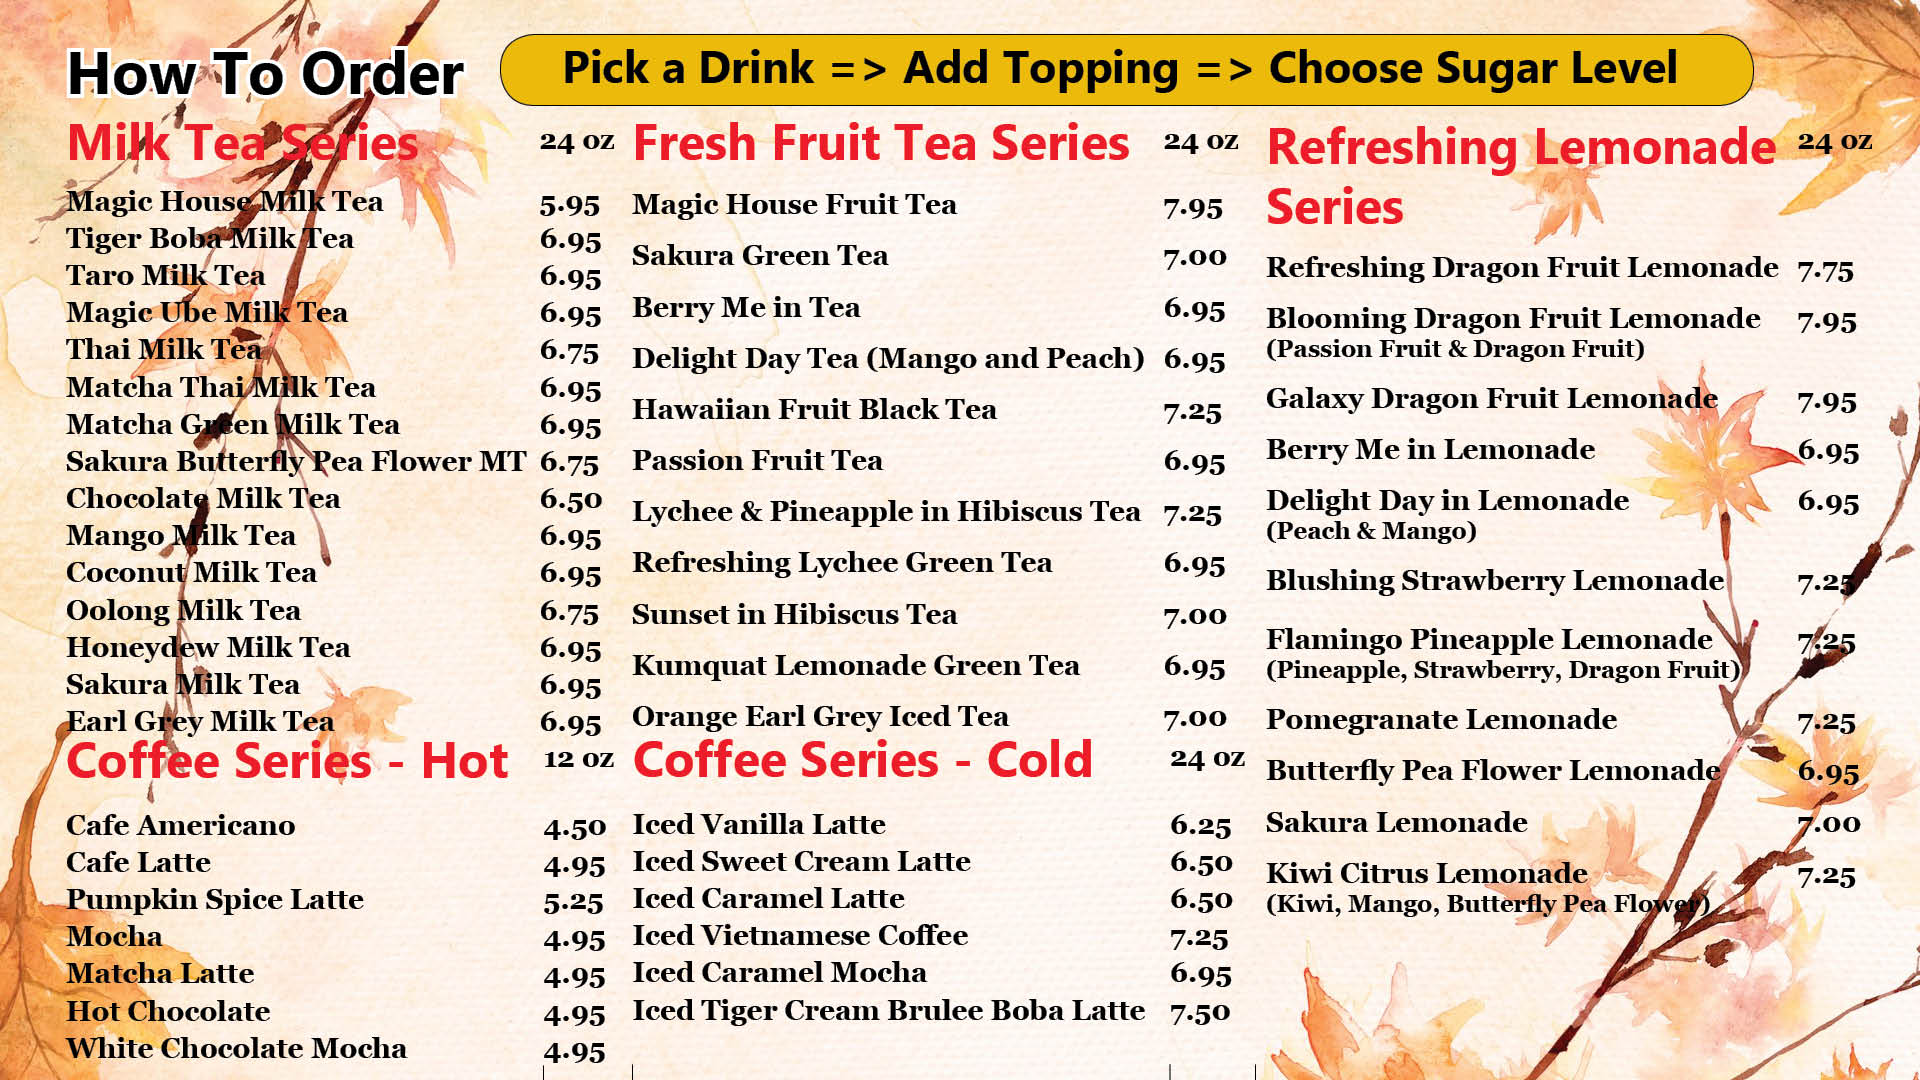 How To Order
Pick a Drink => Add Topping => Choose Sugar Level
Milk Tea Series 24 oz
Magic House Milk Tea 5.95
Tiger Boba Milk Tea 6.95
Taro Milk Tea 6.95
Magic Ube Milk Tea 6.95
Thai Milk Tea 6.75
Matcha Thai Milk Tea 6.95
Matcha Green Milk Tea 6.95
Sakura Butterfly Pea Flower MT 6.75
Chocolate Milk Tea 6.50
Mango Milk Tea 6.95
Coconut Milk Tea 6.95
Oolong Milk Tea 6.75
Honeydew Milk Tea 6.95
Sakura Milk Tea 6.95
Earl Grey Milk Tea 6.95
Coffee Series - Hot 12 oz
Cafe Americano 4.50
Cafe Latte 4.95
Pumpkin Spice Latte 5.25
Mocha 4.95
Matcha Latte 4.95
Hot Chocolate 4.95
White Chocolate Mocha 4.95
Fresh Fruit Tea Series 24 oz
Magic House Fruit Tea 7.95
Sakura Green Tea 7.00
Berry Me in Tea 6.95
Delight Day Tea (Mango and Peach) 6.95
Hawaiian Fruit Black Tea 7.25
Passion Fruit Tea 6.95
Lychee & Pineapple in Hibiscus Tea 7.25
Refreshing Lychee Green Tea 6.95
Sunset in Hibiscus Tea 7.00
Kumquat Lemonade Green Tea 6.95
Orange Earl Grey Iced Tea 7.00
Coffee Series - Cold 24 oz
Iced Vanilla Latte 6.25
Iced Sweet Cream Latte 6.50
Iced Caramel Latte 6.50
Iced Vietnamese Coffee 7.25
Iced Caramel Mocha 6.95
Iced Tiger Cream Brulee Boba Latte 7.50
Refreshing Lemonade 24 oz
Series
Refreshing Dragon Fruit Lemonade 7.75
Blooming Dragon Fruit Lemonade 7.95
(Passion Fruit & Dragon Fruit)
Galaxy Dragon Fruit Lemonade 7.95
Berry Me in Lemonade 6.95
Delight Day in Lemonade 6.95
(Peach & Mango)
Blushing Strawberry Lemonade 7.25
Flamingo Pineapple Lemonade 7.25
(Pineapple, Strawberry, Dragon Fruit)
Pomegranate Lemonade 7.25
Butterfly Pea Flower Lemonade 6.95
Sakura Lemonade 7.00
Kiwi Citrus Lemonade 7.25
(Kiwi, Mango, Butterfly Pea Flower)